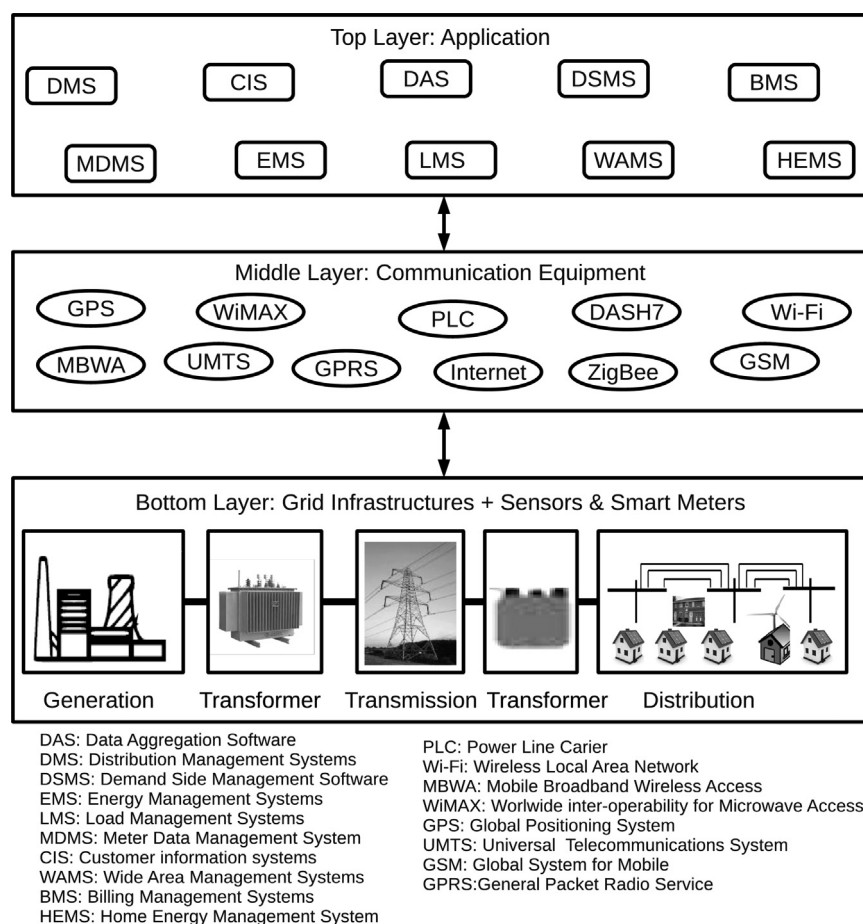 Top Layer: Application
DMS CIS DAS DSMS BMS
MDMS EMS LMS WAMS HEMS
Middle Layer: Communication Equipment
GPS WiMAX PLC DASH7 Wi-Fi
MBWA UMTS GPRS Internet ZigBee GSM
Bottom Layer: Grid Infrastructures + Sensors & Smart Meters
Generation Transformer Transmission Transformer Distribution
DAS: Data Aggregation Software
DMS: Distribution Management Systems
DSMS: Demand Side Management Software
EMS: Energy Management Systems
LMS: Load Management Systems
MDMS: Meter Data Management System
CIS: Customer information systems
WAMS: Wide Area Management Systems
BMS: Billing Management Systems
HEMS: Home Energy Management System
PLC: Power Line Carier
Wi-Fi: Wireless Local Area Network
MBWA: Mobile Broadband Wireless Access
WiMAX: Worlwide inter-operability for Microwave Access
GPS: Global Positioning System
UMTS: Universal Telecommunications System
GSM: Global System for Mobile
GPRS:General Packet Radio Service